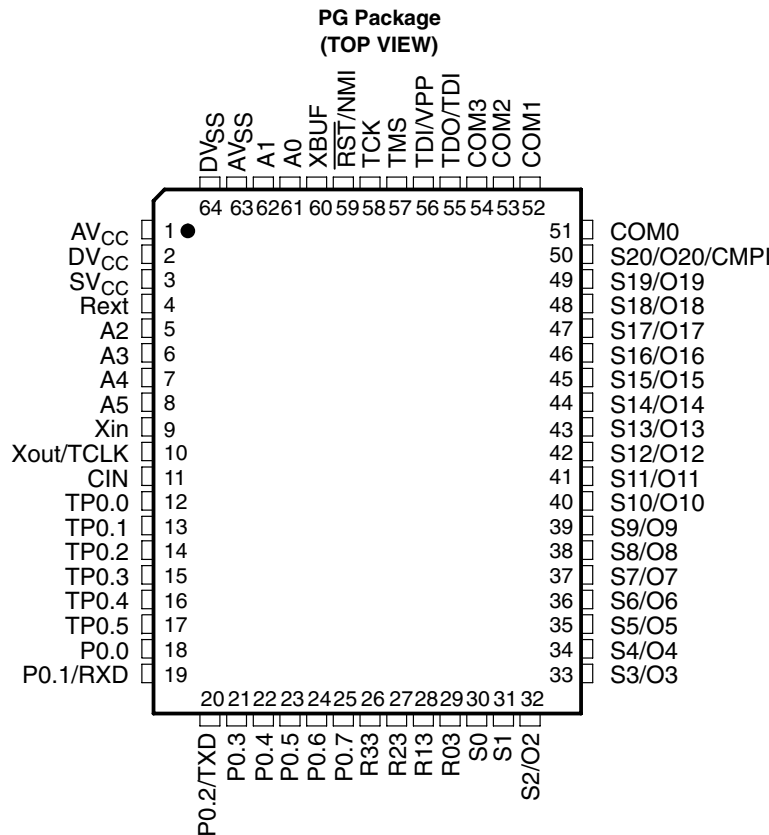 PG Package
(TOP VIEW)
DVSS
AVSS
A1
A0
XBUF
RST/NMI
TCK
TMS
TDI/VPP
TDO/TDI
COM3
COM2
COM1
64 63 62 61 60 59 58 57 56 55 54 53 52
AVCC 1 51 COM0
DVCC 2 50 S20/O20/CMPI
SVCC 3 49 S19/O19
Rext 4 48 S18/O18
A2 5 47 S17/O17
A3 6 46 S16/O16
A4 7 45 S15/O15
A5 8 44 S14/O14
Xin 9 43 S13/O13
Xout/TCLK 10 42 S12/O12
CIN 11 41 S11/O11
TP0.0 12 40 S10/O10
TP0.1 13 39 S9/O9
TP0.2 14 38 S8/O8
TP0.3 15 37 S7/O7
TP0.4 16 36 S6/O6
TP0.5 17 35 S5/O5
P0.0 18 34 S4/O4
P0.1/RXD 19 33 S3/O3
20 21 22 23 24 25 26 27 28 29 30 31 32
P0.2/TXD
P0.3
P0.4
P0.5
P0.6
P0.7
R33
R23
R13
R03
S0
S1
S2/O2